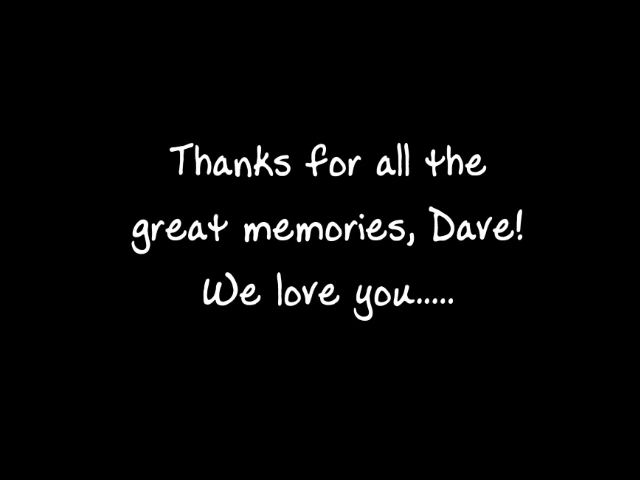 Thanks for all the
great memories, Dave!
We love you.....